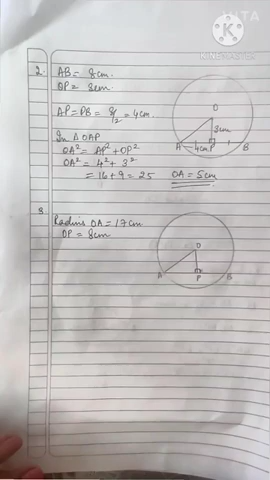 2. AB = 8cm.
OP = 3cm.
AP = PB = 8/2 = 4cm.
In △OAP
OA² = AP² + OP²
OA² = 4² + 3²
= 16 + 9 = 25 OA = 5cm
O
3cm
A 4cm P B
3. Radius OA = 17cm
OP = 8cm
O
A P B
KINEMASTER